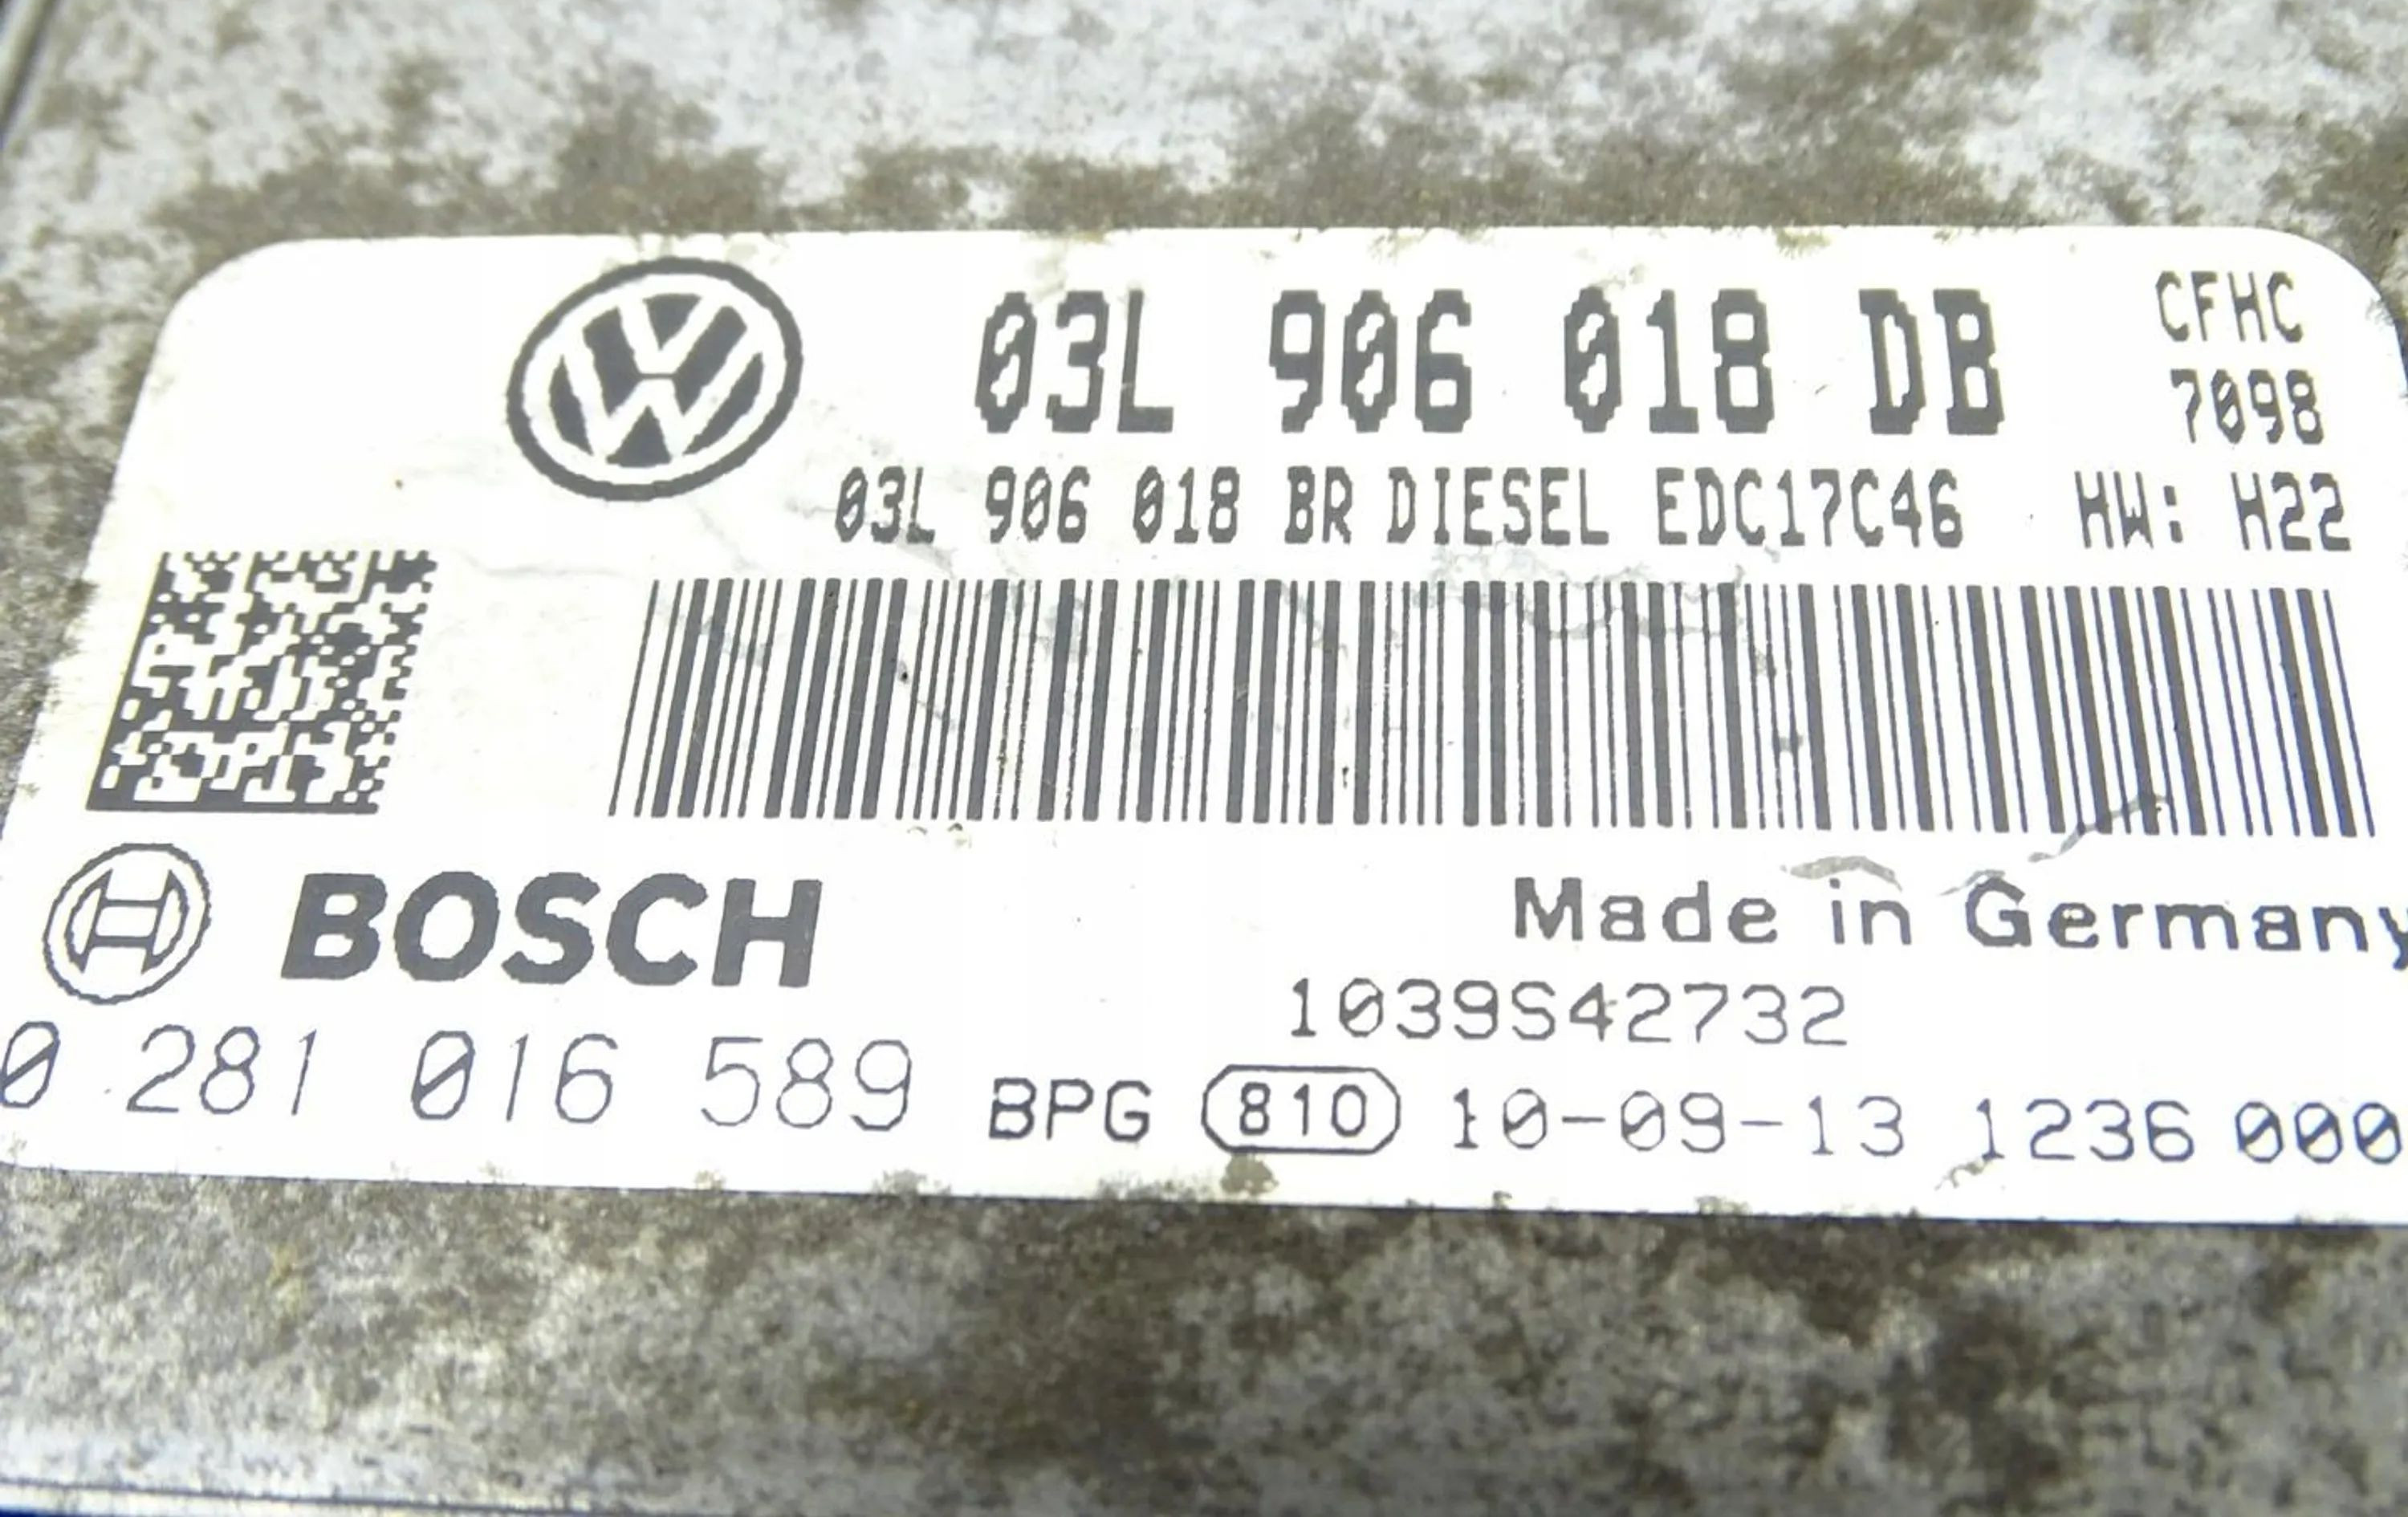 03L 906 018 DB CFHC
7098
03L 906 018 BR DIESEL EDC17C46 HW: H22
BOSCH Made in Germany
1039S42732
0 281 016 589 BPG 810 10-09-13 1236 000